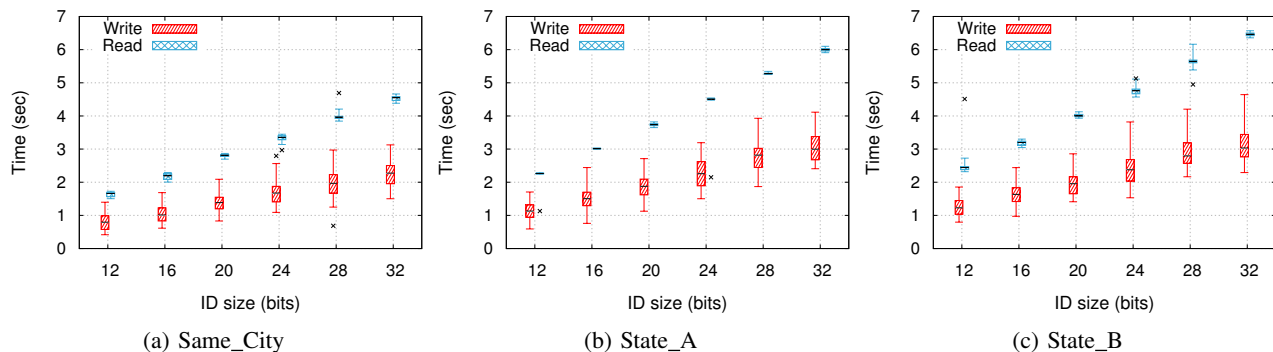 Write
Read
Time (sec)
7
6
5
4
3
2
1
0
12 16 20 24 28 32
ID size (bits)
(a) Same_City
Write
Read
Time (sec)
7
6
5
4
3
2
1
0
12 16 20 24 28 32
ID size (bits)
(b) State_A
Write
Read
Time (sec)
7
6
5
4
3
2
1
0
12 16 20 24 28 32
ID size (bits)
(c) State_B